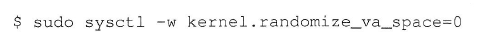 $ sudo sysctl -w kernel.randomize_va_space=0